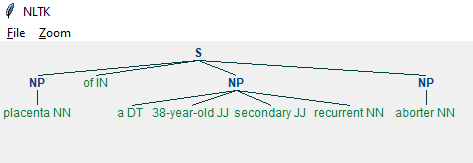 NLTK
File Zoom
S
NP of IN NP NP
placenta NN a DT 38-year-old JJ secondary JJ recurrent NN aborter NN